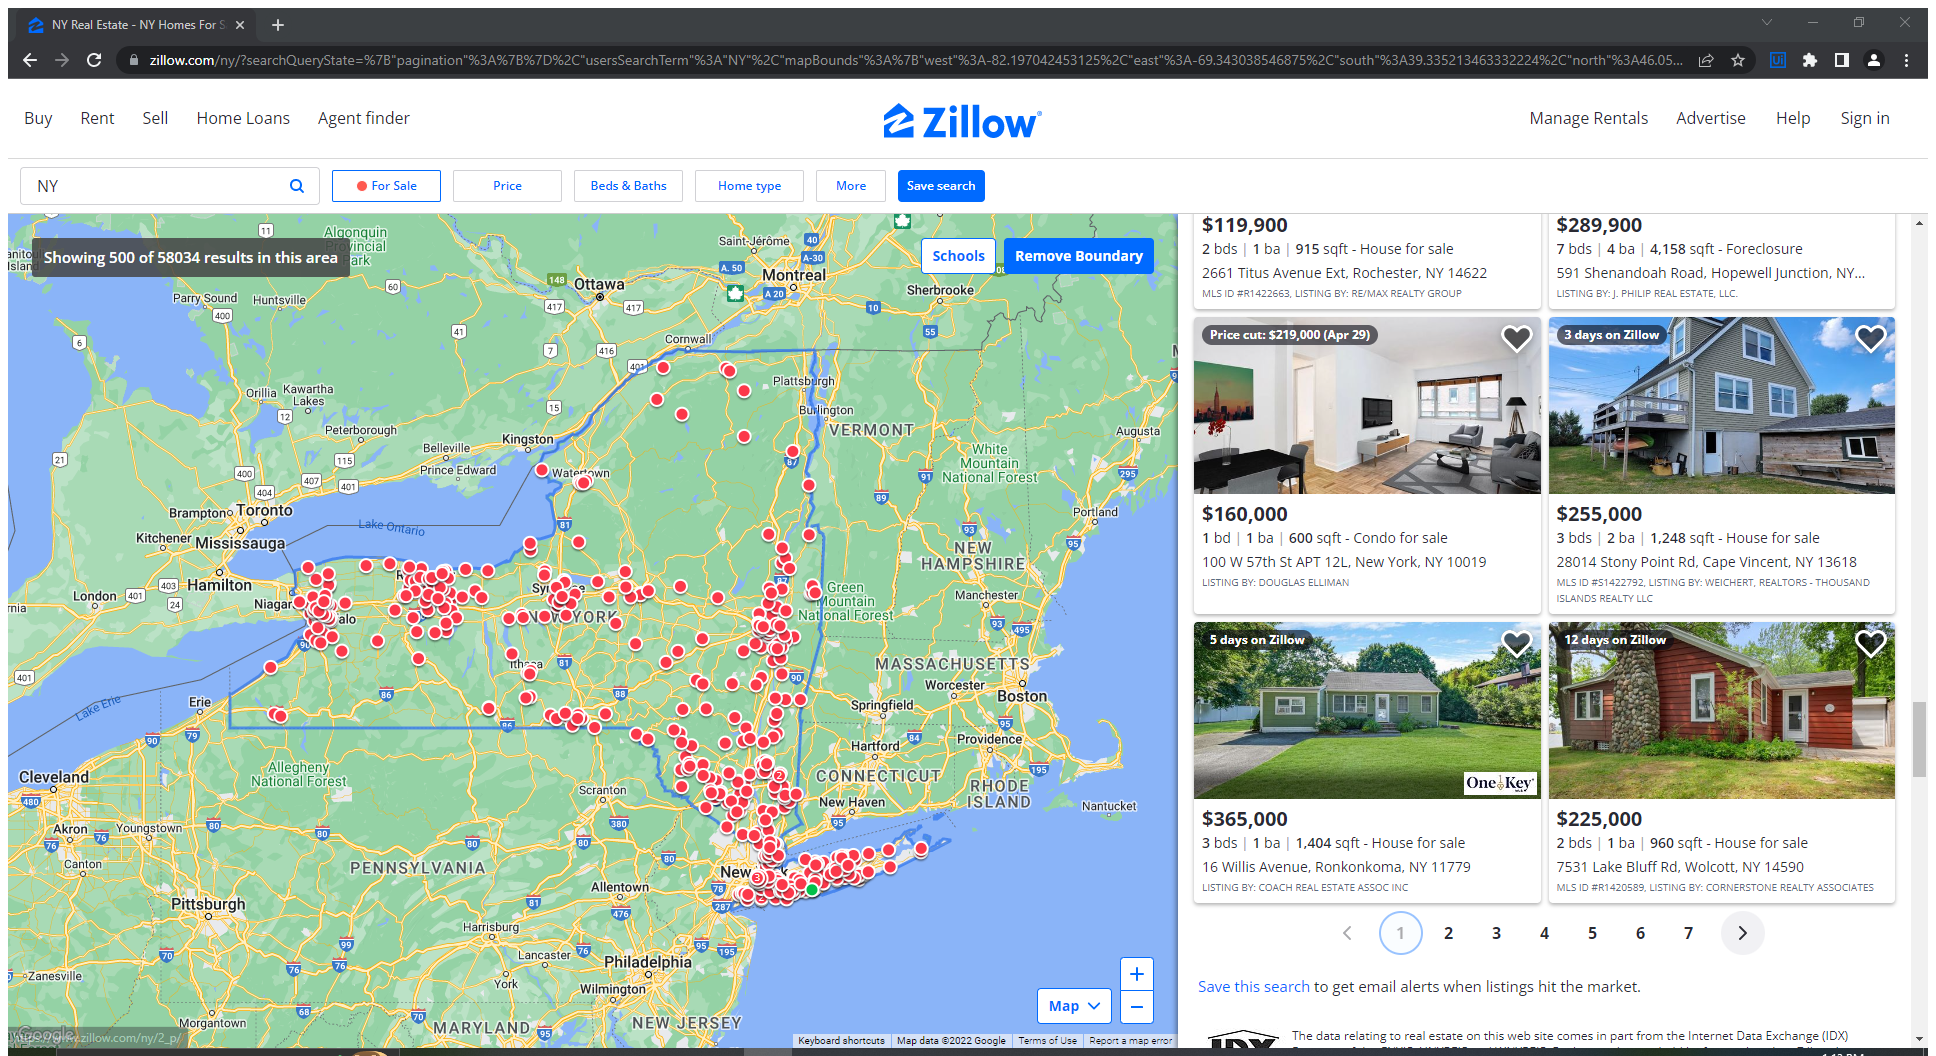 NY Real Estate - NY Homes For S
zillow.com/ny/?searchQueryState=%7B"pagination"%3A%7B%7D%2C"usersSearchTerm"%3A"NY"%2C"mapBounds"%3A%7B"west"%3A-82.197042453125%2C"east"%3A-69.343038546875%2C"south"%3A39.335213463332224%2C"north"%3A46.05...
Buy Rent Sell Home Loans Agent finder
Zillow
Manage Rentals Advertise Help Sign in
NY
For Sale Price Beds & Baths Home type More Save search
Showing 500 of 58034 results in this area
Schools Remove Boundary
Algonquin
Provincial
Park
Saint-Jérôme
Montreal
Ottawa
Sherbrooke
Parry Sound
Huntsville
Cornwall
Plattsburgh
Burlington
VERMONT
Orillia
Kawartha
Lakes
Peterborough
Belleville
Prince Edward
Kingston
Watertown
White
Mountain
National Forest
Augusta
Portland
Brampton
Toronto
Lake Ontario
Kitchener
Mississauga
Hamilton
London
NEW
HAMPSHIRE
Green
Mountain
National Forest
Manchester
NEW YORK
Ithaca
MASSACHUSETTS
Worcester
Boston
Springfield
Lake Erie
Erie
Hartford
Providence
CONNECTICUT
RHODE
ISLAND
New Haven
Nantucket
Allegheny
National Forest
Cleveland
Akron
Youngstown
Canton
Scranton
PENNSYLVANIA
Allentown
Pittsburgh
Harrisburg
Lancaster
York
Philadelphia
Wilmington
Zanesville
Morgantown
MARYLAND
NEW JERSEY
Map
Google
https://www.zillow.com/ny/2_p/
Keyboard shortcuts Map data ©2022 Google Terms of Use Report a map error
$119,900
2 bds | 1 ba | 915 sqft - House for sale
2661 Titus Avenue Ext, Rochester, NY 14622
MLS ID #R1422663, LISTING BY: RE/MAX REALTY GROUP
$289,900
7 bds | 4 ba | 4,158 sqft - Foreclosure
591 Shenandoah Road, Hopewell Junction, NY...
LISTING BY: J. PHILIP REAL ESTATE, LLC.
Price cut: $219,000 (Apr 29)
$160,000
1 bd | 1 ba | 600 sqft - Condo for sale
100 W 57th St APT 12L, New York, NY 10019
LISTING BY: DOUGLAS ELLIMAN
3 days on Zillow
$255,000
3 bds | 2 ba | 1,248 sqft - House for sale
28014 Stony Point Rd, Cape Vincent, NY 13618
MLS ID #S1422792, LISTING BY: WEICHERT, REALTORS - THOUSAND
ISLANDS REALTY LLC
5 days on Zillow
One Key
$365,000
3 bds | 1 ba | 1,404 sqft - House for sale
16 Willis Avenue, Ronkonkoma, NY 11779
LISTING BY: COACH REAL ESTATE ASSOC INC
12 days on Zillow
$225,000
2 bds | 1 ba | 960 sqft - House for sale
7531 Lake Bluff Rd, Wolcott, NY 14590
MLS ID #R1420589, LISTING BY: CORNERSTONE REALTY ASSOCIATES
1 2 3 4 5 6 7
Save this search to get email alerts when listings hit the market.
The data relating to real estate on this web site comes in part from the Internet Data Exchange (IDX)